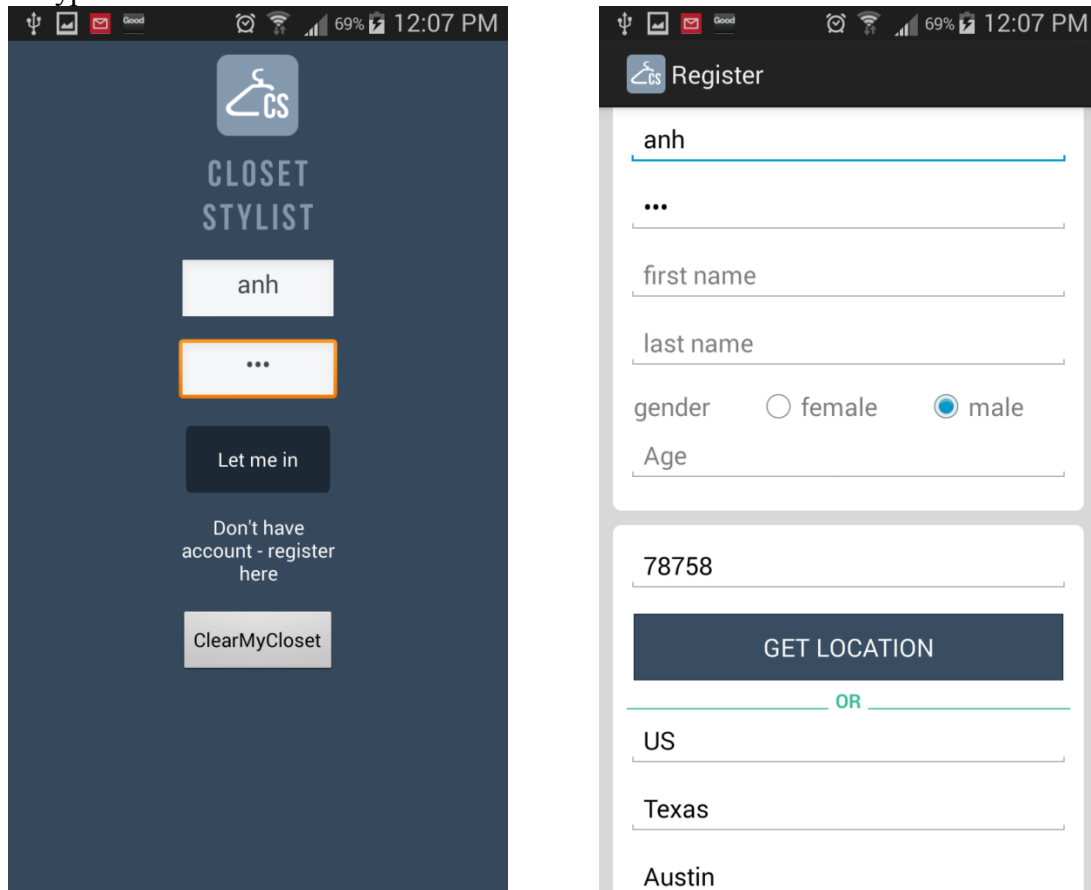 Good
69%
12:07 PM
CS
CLOSET
STYLIST
anh
•••
Let me in
Don't have
account - register
here
ClearMyCloset
Good
69%
12:07 PM
CS Register
anh
•••
first name
last name
gender female male
Age
78758
GET LOCATION
OR
US
Texas
Austin